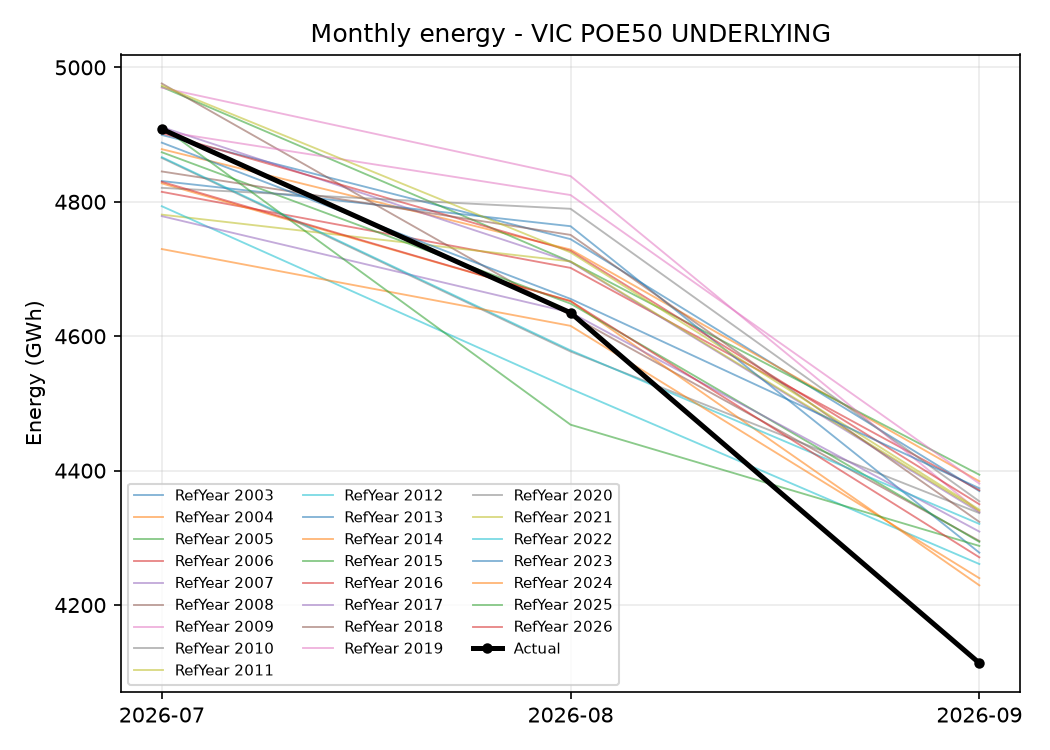 Monthly energy - VIC POE50 UNDERLYING
Energy (GWh)
5000
4800
4600
4400
4200
RefYear 2003
RefYear 2004
RefYear 2005
RefYear 2006
RefYear 2007
RefYear 2008
RefYear 2009
RefYear 2010
RefYear 2011
RefYear 2012
RefYear 2013
RefYear 2014
RefYear 2015
RefYear 2016
RefYear 2017
RefYear 2018
RefYear 2019
RefYear 2020
RefYear 2021
RefYear 2022
RefYear 2023
RefYear 2024
RefYear 2025
RefYear 2026
Actual
2026-07
2026-08
2026-09